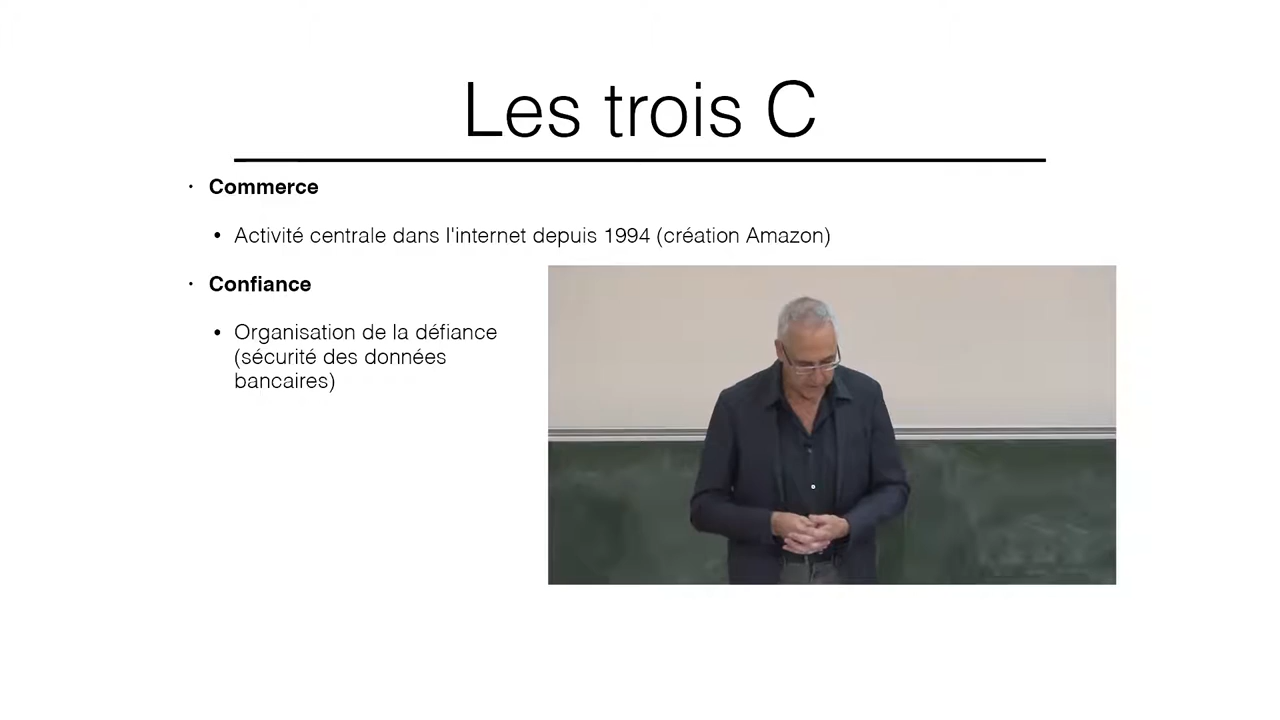 Les trois C
• Commerce
• Activité centrale dans l'internet depuis 1994 (création Amazon)
• Confiance
• Organisation de la défiance
(sécurité des données
bancaires)